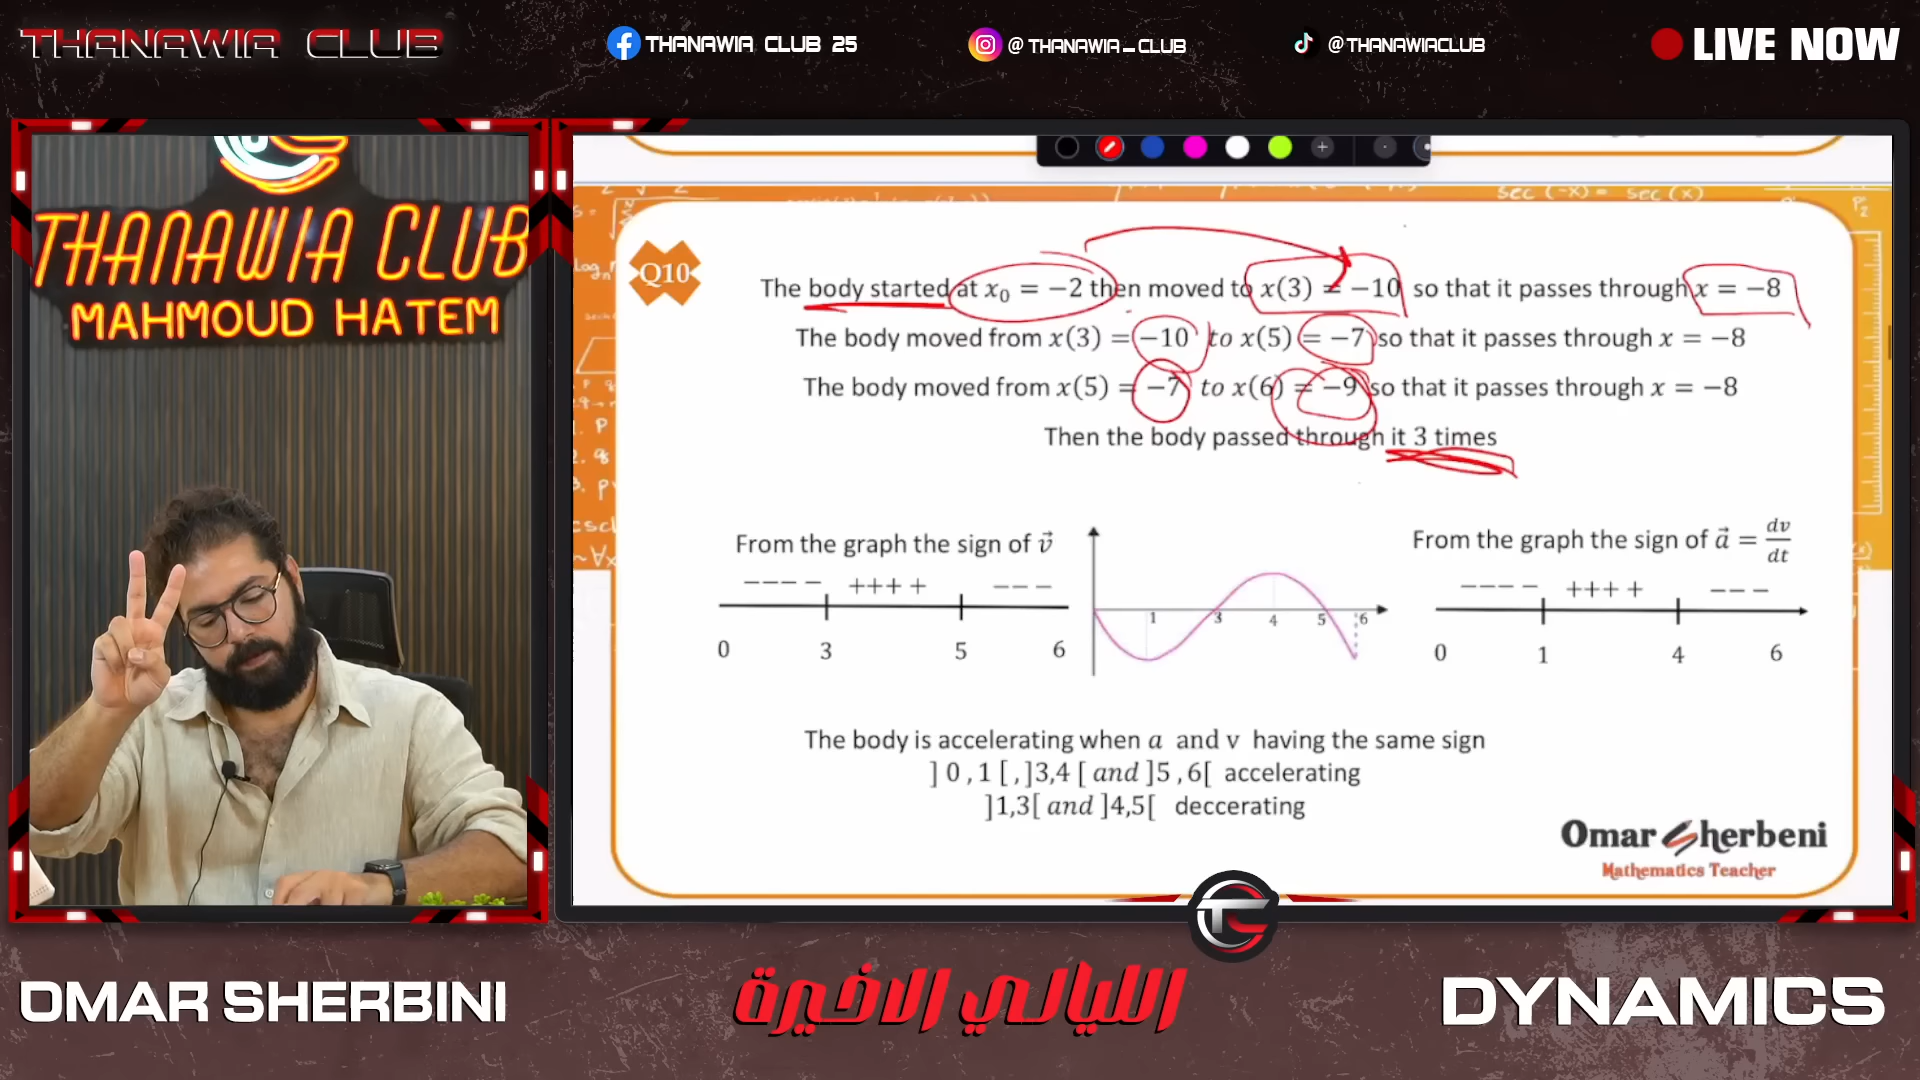 THANAWIA CLUB
THANAWIA CLUB 25
@ THANAWIA_CLUB
@THANAWIACLUB
LIVE NOW
THANAWIA CLUB
MAHMOUD HATEM
sec (-x) = sec (x)
Q10
The body started at x₀ = −2 then moved to x(3) = −10 so that it passes through x = −8
The body moved from x(3) = −10 to x(5) = −7 so that it passes through x = −8
The body moved from x(5) = −7 to x(6) = −9 so that it passes through x = −8
Then the body passed through it 3 times
From the graph the sign of v⃗
−−−− ++++ −−−
0 3 5 6
1 3 4 5 6
From the graph the sign of a⃗ = dv/dt
−−−− ++++ −−−
0 1 4 6
The body is accelerating when a and v having the same sign
] 0 , 1 [ , ]3,4 [ and ]5 , 6[ accelerating
]1,3[ and ]4,5[ deccerating
Omar Sherbeni
Mathematics Teacher
TC
OMAR SHERBINI
الليالي الاخيرة
DYNAMICS